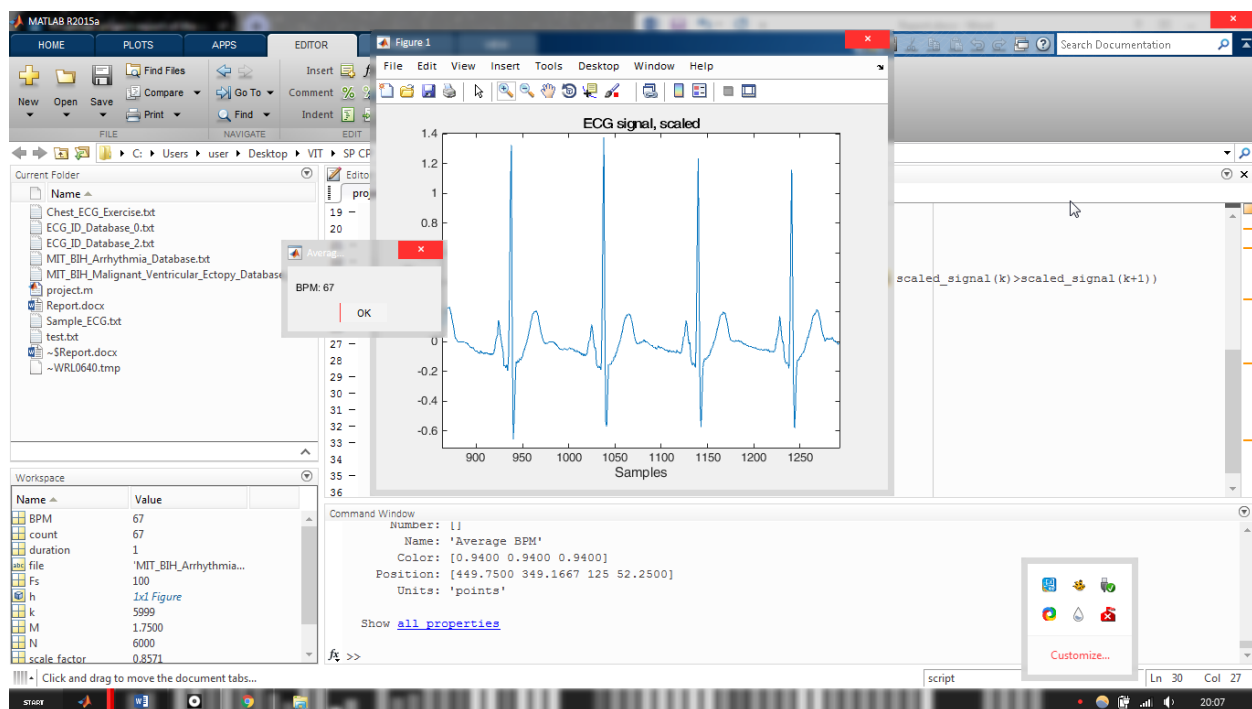 MATLAB R2015a
HOME PLOTS APPS EDITOR
Search Documentation
New Open Save
Find Files
Compare
Print
Go To
Find
Insert
Comment
Indent
FILE NAVIGATE EDIT
C: Users user Desktop VIT SP CP
Current Folder
Name
Chest_ECG_Exercise.txt
ECG_ID_Database_0.txt
ECG_ID_Database_2.txt
MIT_BIH_Arrhythmia_Database.txt
MIT_BIH_Malignant_Ventricular_Ectopy_Database
project.m
Report.docx
Sample_ECG.txt
test.txt
~$Report.docx
~WRL0640.tmp
Workspace
Name Value
BPM 67
count 67
duration 1
file 'MIT_BIH_Arrhythmia...
Fs 100
h 1x1 Figure
k 5999
M 1.7500
N 6000
scale factor 0.8571
Edito
proj
19
20
27
28
29
30
31
32
33
34
35
36
scaled_signal(k)>scaled_signal(k+1))
Averag
BPM: 67
OK
Figure 1
File Edit View Insert Tools Desktop Window Help
ECG signal, scaled
1.4
1.2
1
0.8
0
-0.2
-0.4
-0.6
900 950 1000 1050 1100 1150 1200 1250
Samples
Command Window
Number: []
Name: 'Average BPM'
Color: [0.9400 0.9400 0.9400]
Position: [449.7500 349.1667 125 52.2500]
Units: 'points'
Show all properties
fx >>
Customize...
Click and drag to move the document tabs...
script
Ln 30 Col 27
START
20:07